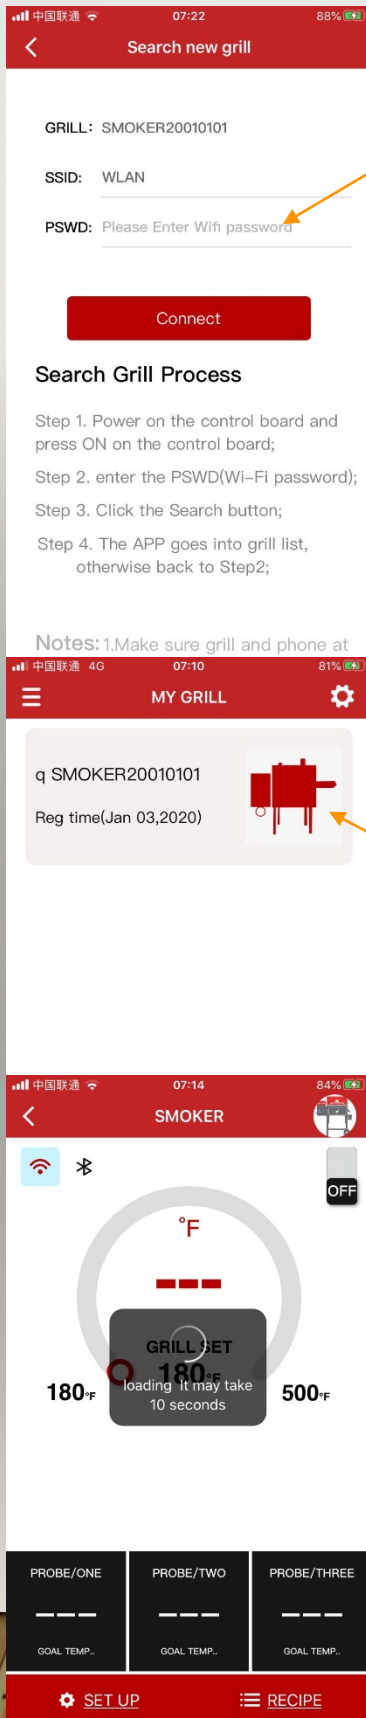 中国联通 07:22 88%
Search new grill
GRILL: SMOKER20010101
SSID: WLAN
PSWD: Please Enter Wifi password
Connect
Search Grill Process
Step 1. Power on the control board and
press ON on the control board;
Step 2. enter the PSWD(Wi-Fi password);
Step 3. Click the Search button;
Step 4. The APP goes into grill list,
otherwise back to Step2;
Notes: 1.Make sure grill and phone at
中国联通 4G 07:10 81%
MY GRILL
q SMOKER20010101
Reg time(Jan 03,2020)
中国联通 07:14 84%
SMOKER
OFF
°F
---
GRILL SET
180°F
loading It may take
10 seconds
180°F 500°F
PROBE/ONE PROBE/TWO PROBE/THREE
--- --- ---
GOAL TEMP.. GOAL TEMP.. GOAL TEMP..
SET UP RECIPE